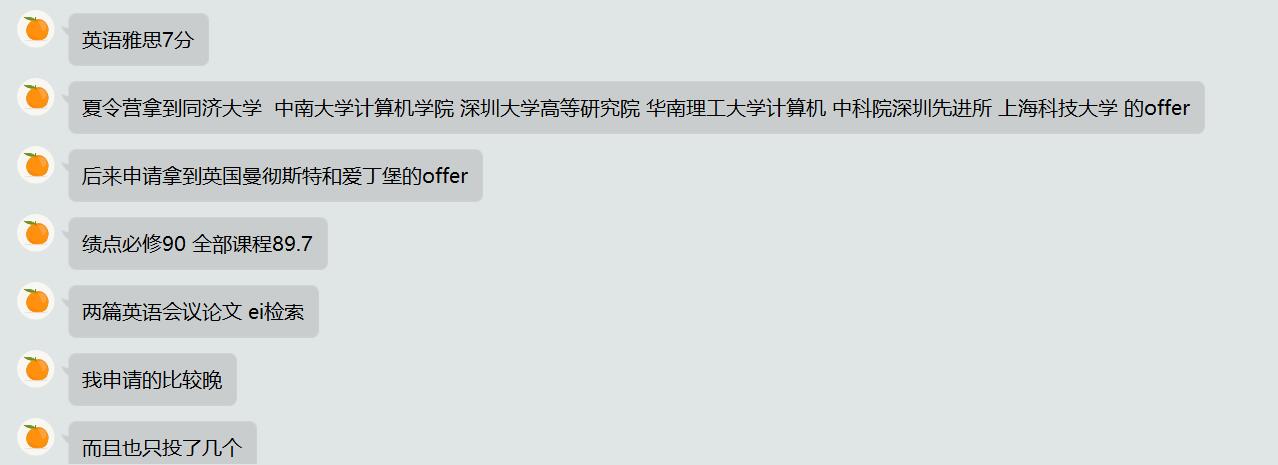 英语雅思7分
夏令营拿到同济大学  中南大学计算机学院 深圳大学高等研究院 华南理工大学计算机 中科院深圳先进所 上海科技大学 的offer
后来申请拿到英国曼彻斯特和爱丁堡的offer
绩点必修90 全部课程89.7
两篇英语会议论文 ei检索
我申请的比较晚
而且也只投了几个